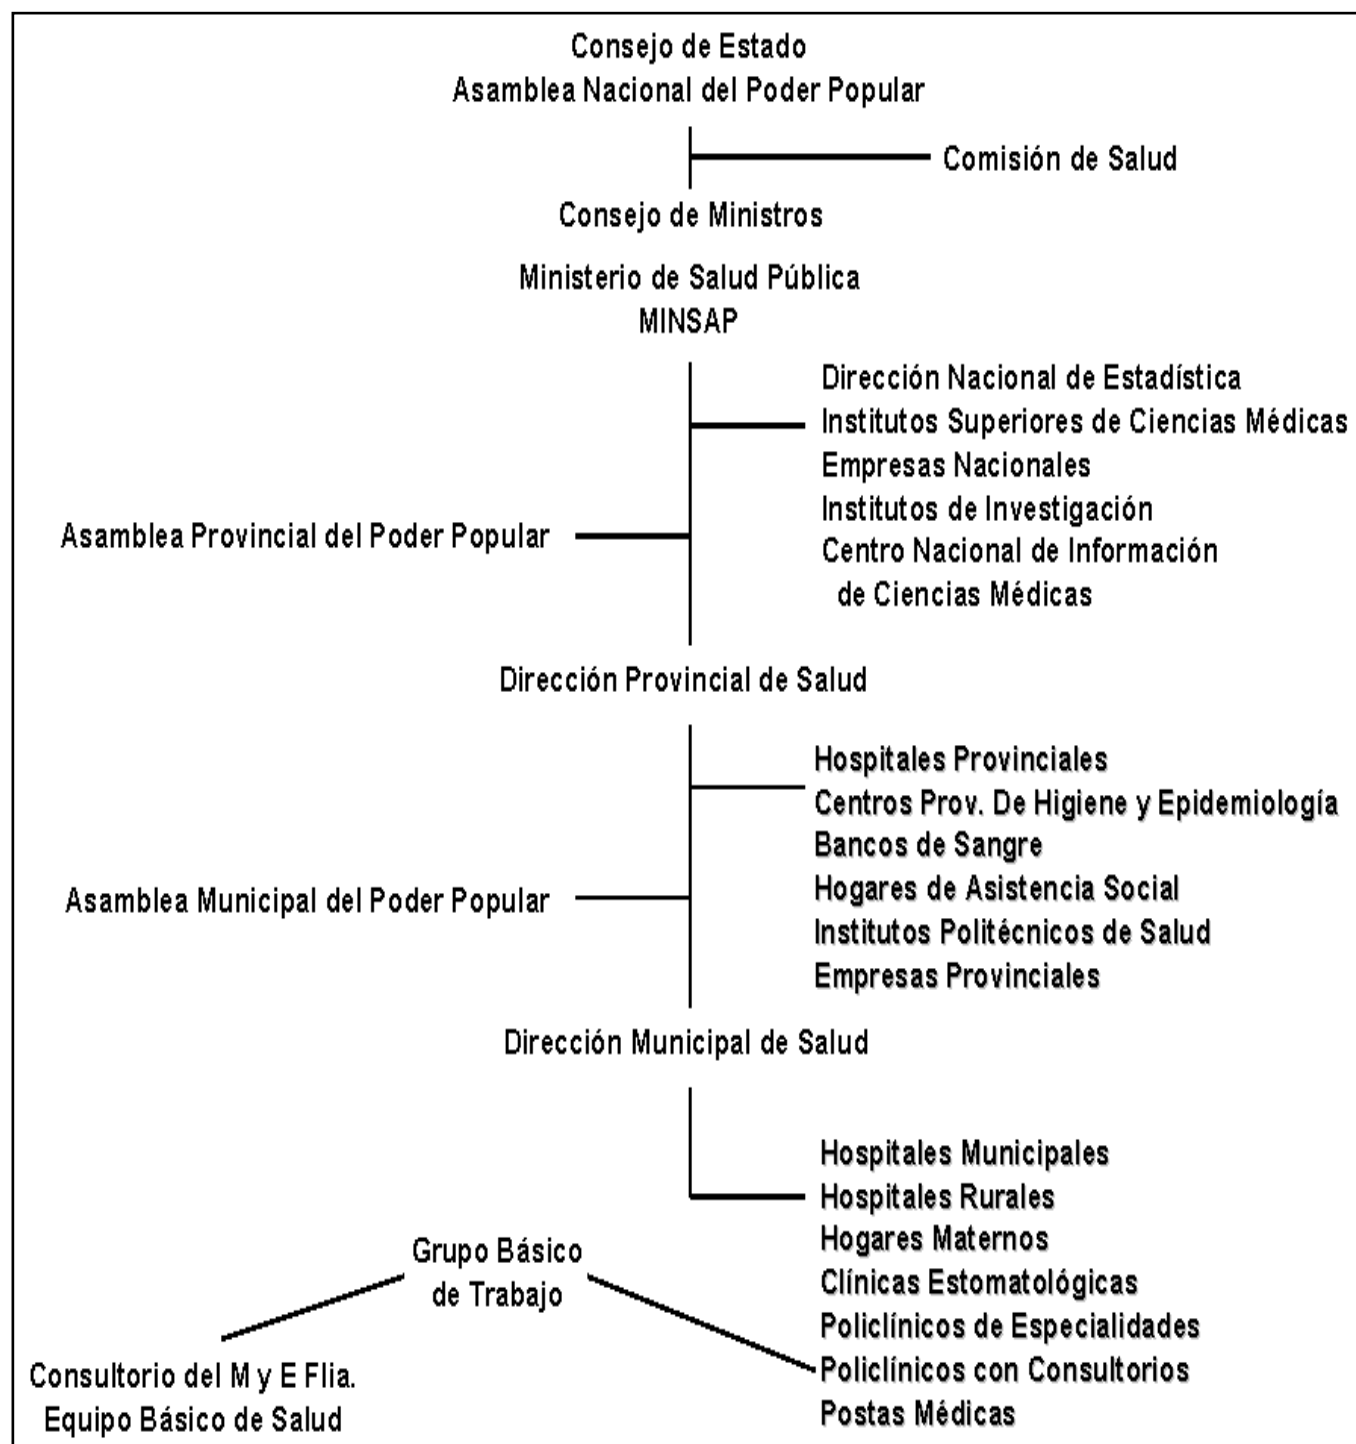 Consejo de Estado
Asamblea Nacional del Poder Popular
Comisión de Salud
Consejo de Ministros
Ministerio de Salud Pública
MINSAP
Dirección Nacional de Estadística
Institutos Superiores de Ciencias Médicas
Empresas Nacionales
Institutos de Investigación
Centro Nacional de Información
de Ciencias Médicas
Asamblea Provincial del Poder Popular
Dirección Provincial de Salud
Hospitales Provinciales
Centros Prov. De Higiene y Epidemiología
Bancos de Sangre
Hogares de Asistencia Social
Institutos Politécnicos de Salud
Empresas Provinciales
Asamblea Municipal del Poder Popular
Dirección Municipal de Salud
Hospitales Municipales
Hospitales Rurales
Hogares Maternos
Clínicas Estomatológicas
Policlínicos de Especialidades
Policlínicos con Consultorios
Postas Médicas
Grupo Básico
de Trabajo
Consultorio del M y E Flia.
Equipo Básico de Salud